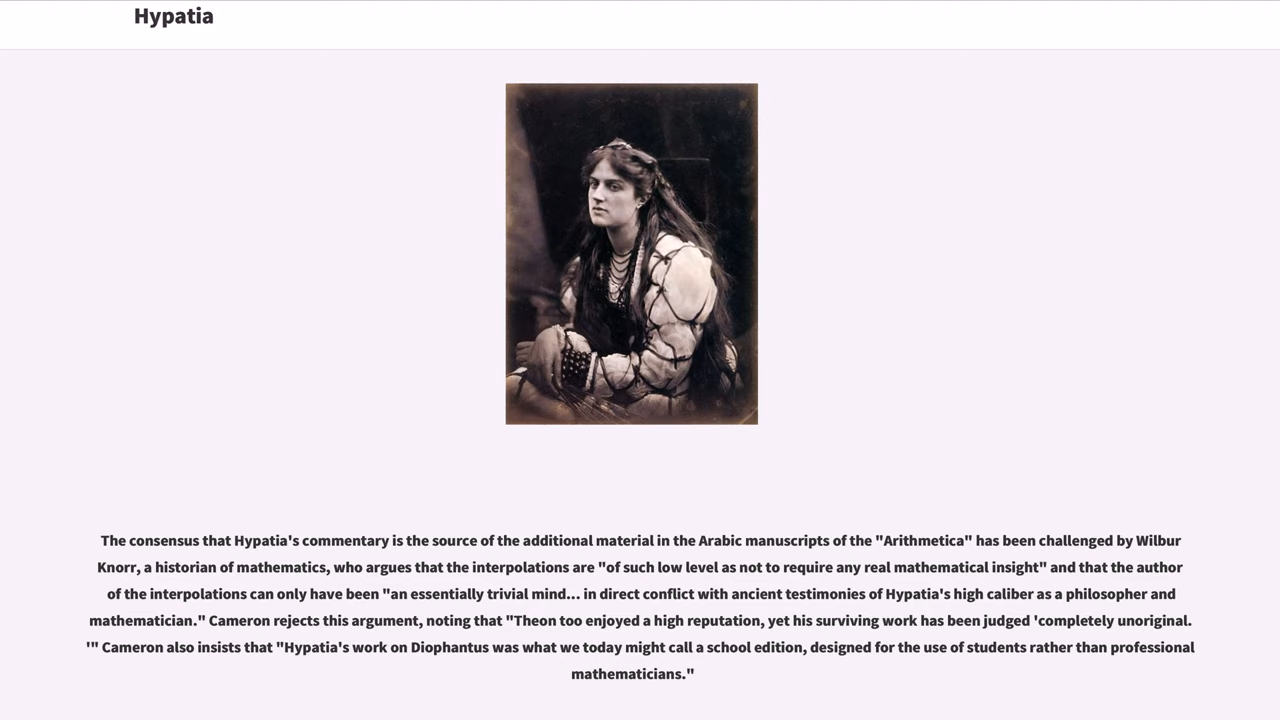 Hypatia
The consensus that Hypatia's commentary is the source of the additional material in the Arabic manuscripts of the "Arithmetica" has been challenged by Wilbur
Knorr, a historian of mathematics, who argues that the interpolations are "of such low level as not to require any real mathematical insight" and that the author
of the interpolations can only have been "an essentially trivial mind... in direct conflict with ancient testimonies of Hypatia's high caliber as a philosopher and
mathematician." Cameron rejects this argument, noting that "Theon too enjoyed a high reputation, yet his surviving work has been judged 'completely unoriginal.
'" Cameron also insists that "Hypatia's work on Diophantus was what we today might call a school edition, designed for the use of students rather than professional
mathematicians."